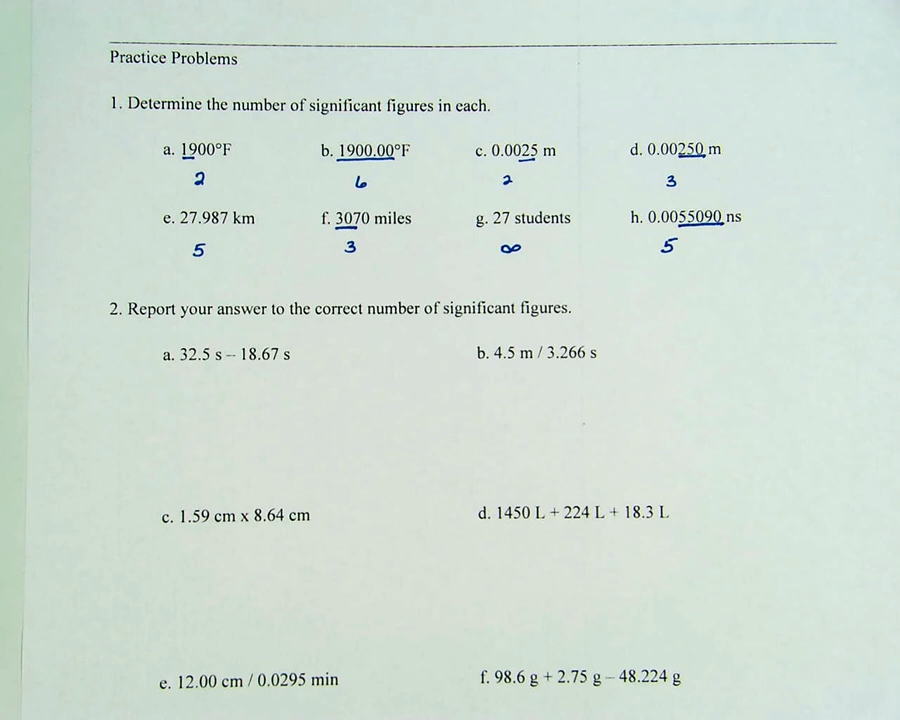 Practice Problems
1. Determine the number of significant figures in each.
a. 1900°F b. 1900.00°F c. 0.0025 m d. 0.00250 m
2 6 2 3
e. 27.987 km f. 3070 miles g. 27 students h. 0.0055090 ns
5 3 ∞ 5
2. Report your answer to the correct number of significant figures.
a. 32.5 s – 18.67 s b. 4.5 m / 3.266 s
c. 1.59 cm x 8.64 cm d. 1450 L + 224 L + 18.3 L
e. 12.00 cm / 0.0295 min f. 98.6 g + 2.75 g – 48.224 g